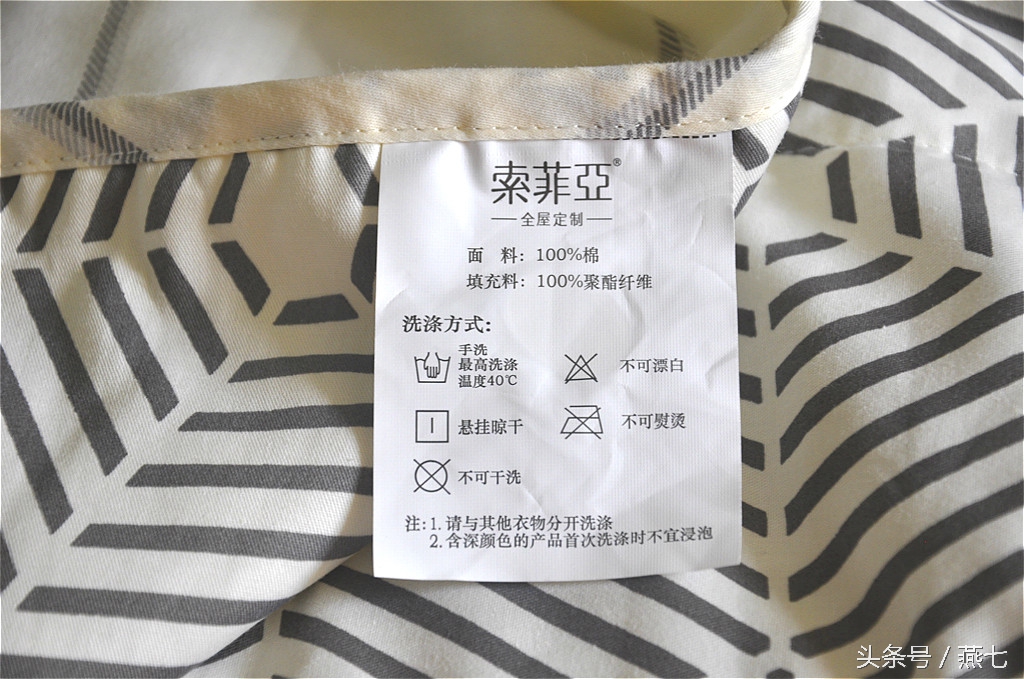 索菲亞®
全屋定制
面 料：100%棉
填充料：100%聚酯纤维
洗涤方式：
手洗
最高洗涤
温度40℃
不可漂白
悬挂晾干
不可熨烫
不可干洗
注：1.请与其他衣物分开洗涤
2.含深颜色的产品首次洗涤时不宜浸泡
头条号 / 燕七